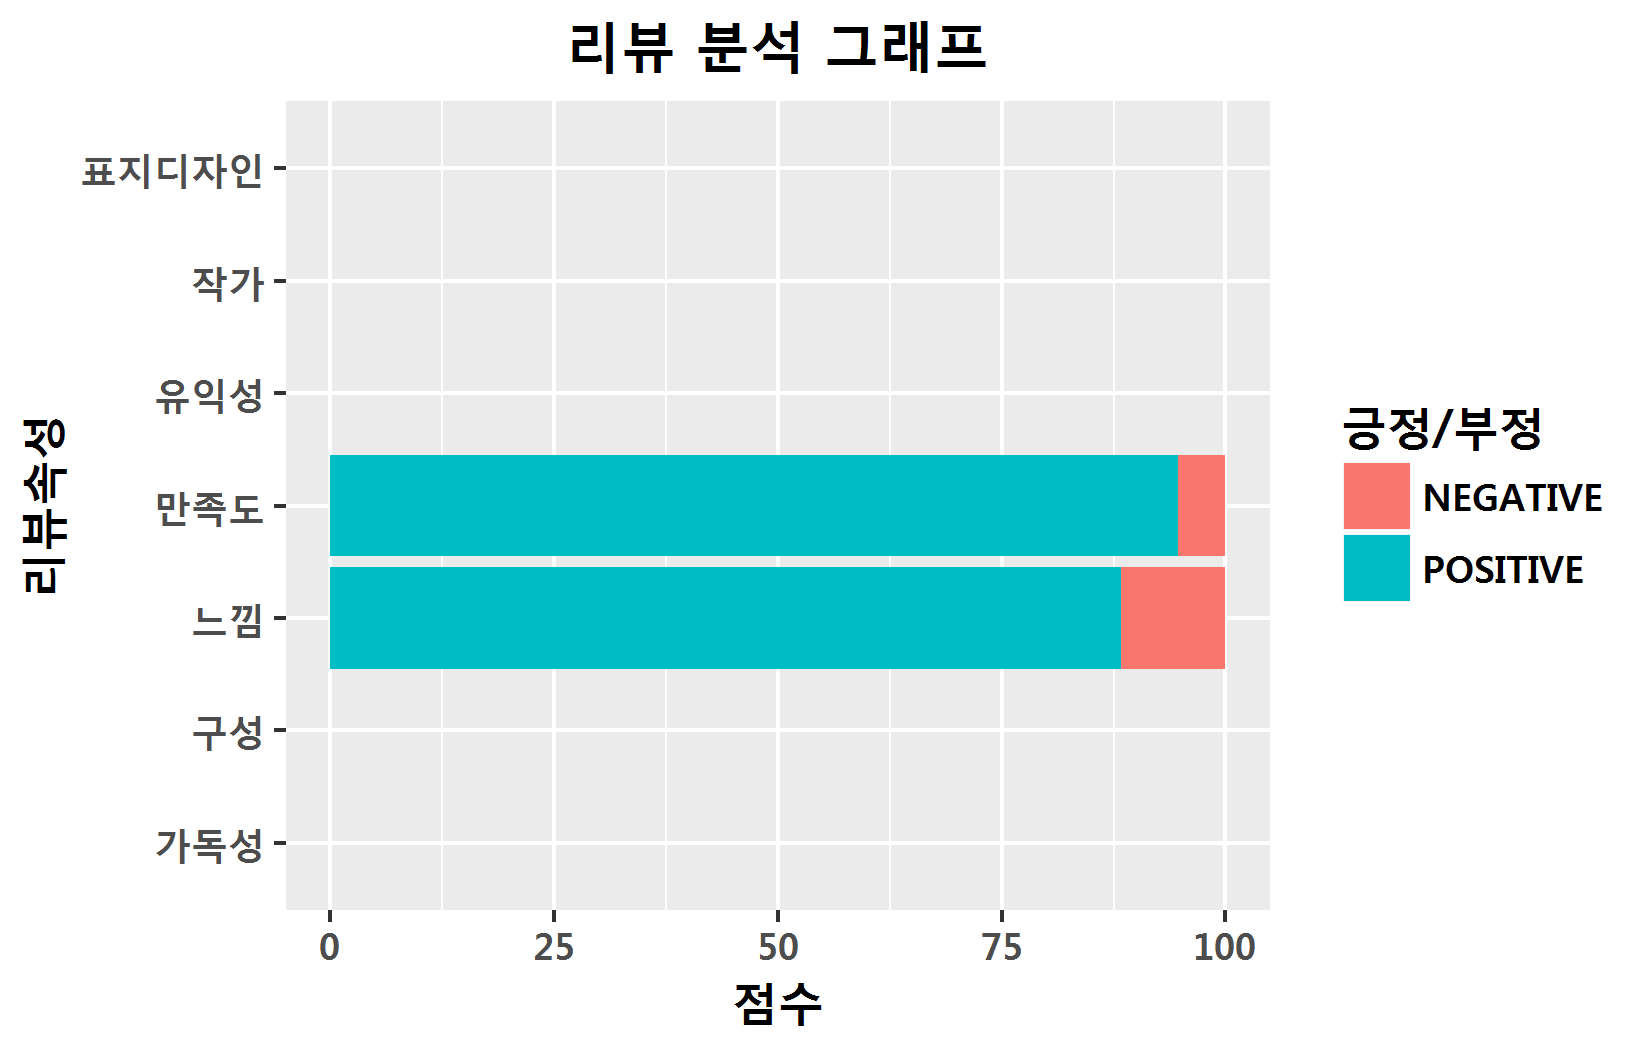 리뷰 분석 그래프
리뷰속성
표지디자인
작가
유익성
만족도
느낌
구성
가독성
0 25 50 75 100
점수
긍정/부정
NEGATIVE
POSITIVE